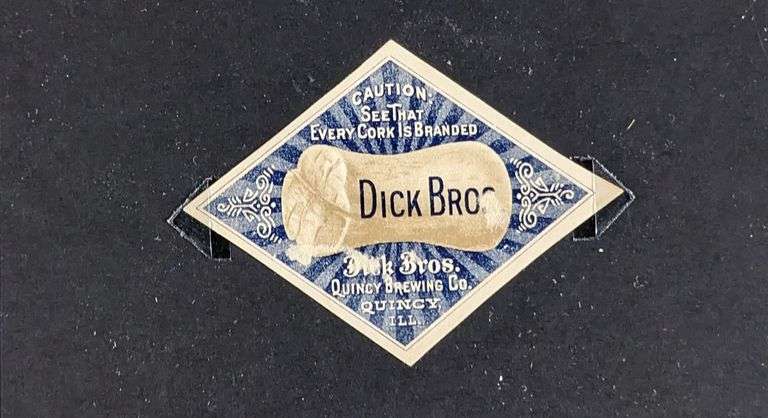 CAUTION.
SEE THAT
EVERY CORK IS BRANDED
DICK BROS
Dick Bros.
QUINCY BREWING CO.
QUINCY,
ILL.